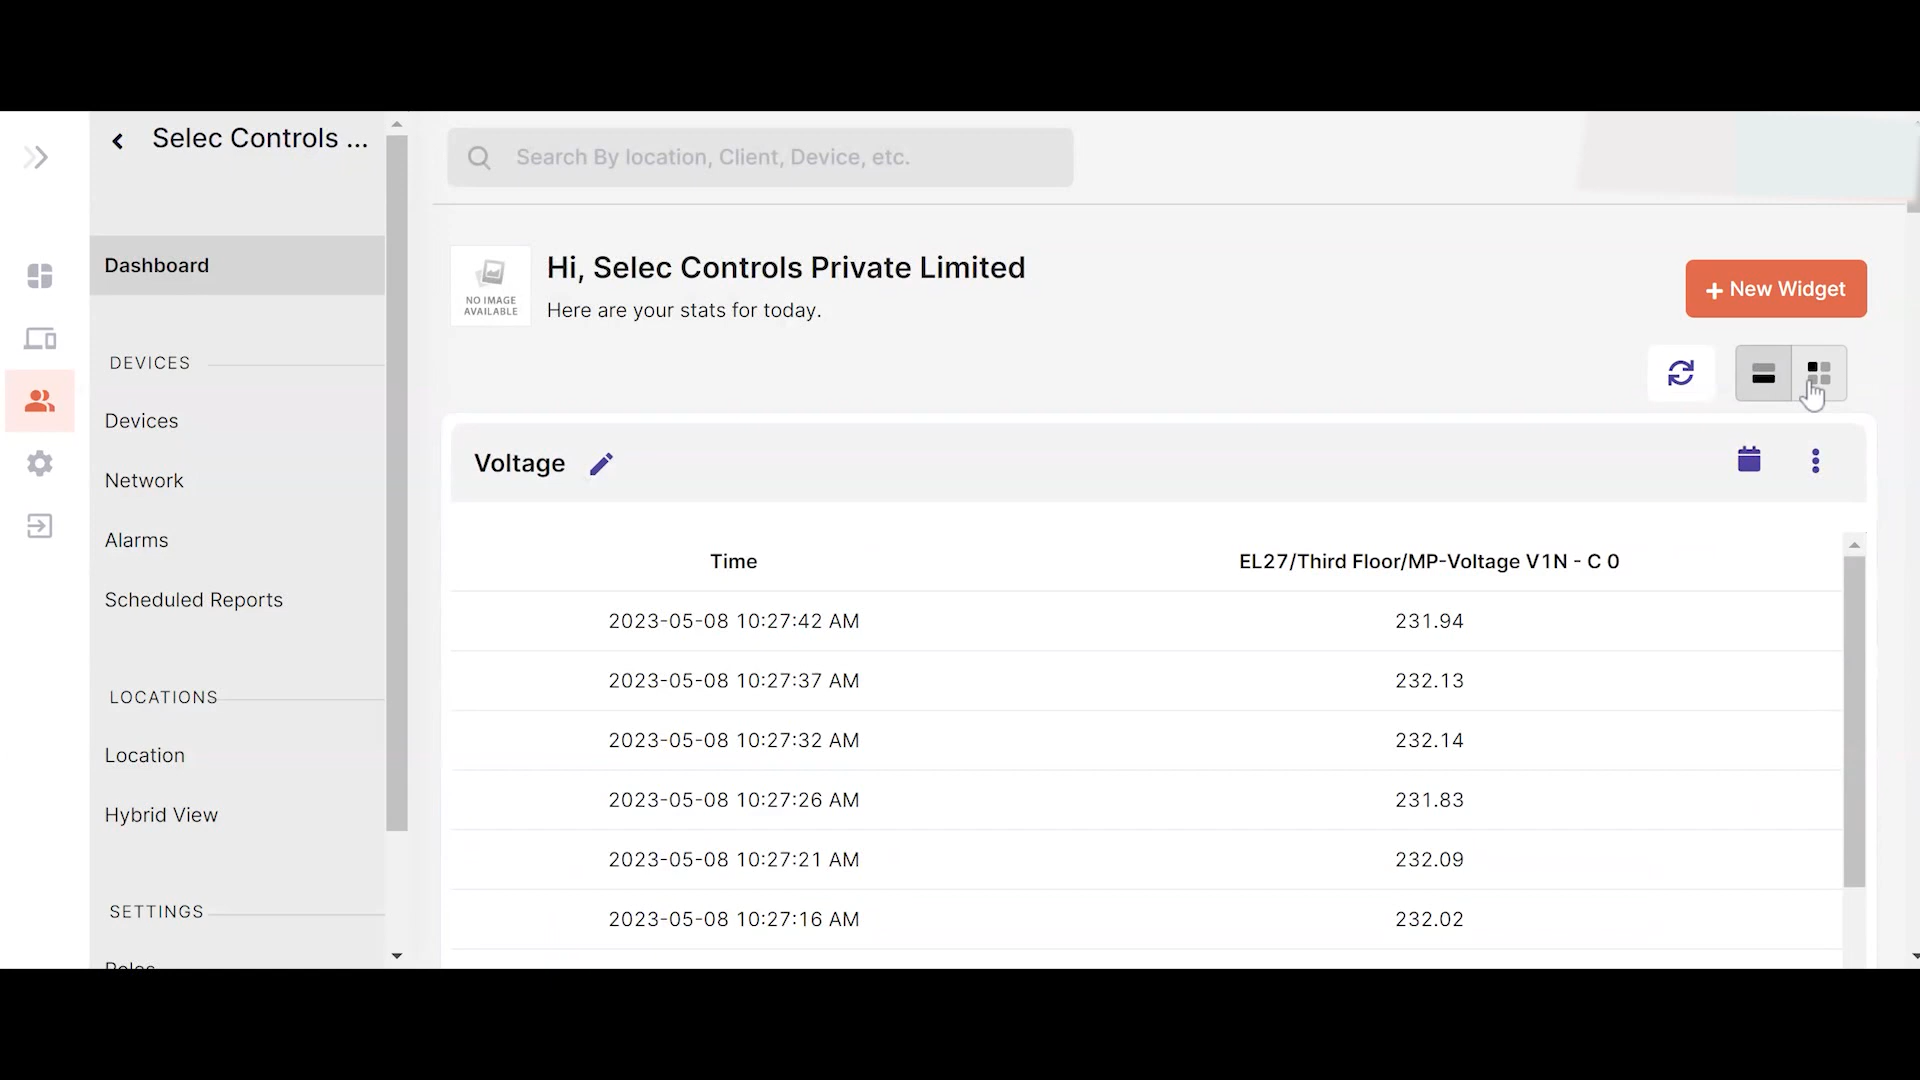 Selec Controls ...
Search By location, Client, Device, etc.
Dashboard
DEVICES
Devices
Network
Alarms
Scheduled Reports
LOCATIONS
Location
Hybrid View
SETTINGS
Roles
NO IMAGE
AVAILABLE
Hi, Selec Controls Private Limited
Here are your stats for today.
+ New Widget
Voltage
Time EL27/Third Floor/MP-Voltage V1N - C 0
2023-05-08 10:27:42 AM 231.94
2023-05-08 10:27:37 AM 232.13
2023-05-08 10:27:32 AM 232.14
2023-05-08 10:27:26 AM 231.83
2023-05-08 10:27:21 AM 232.09
2023-05-08 10:27:16 AM 232.02